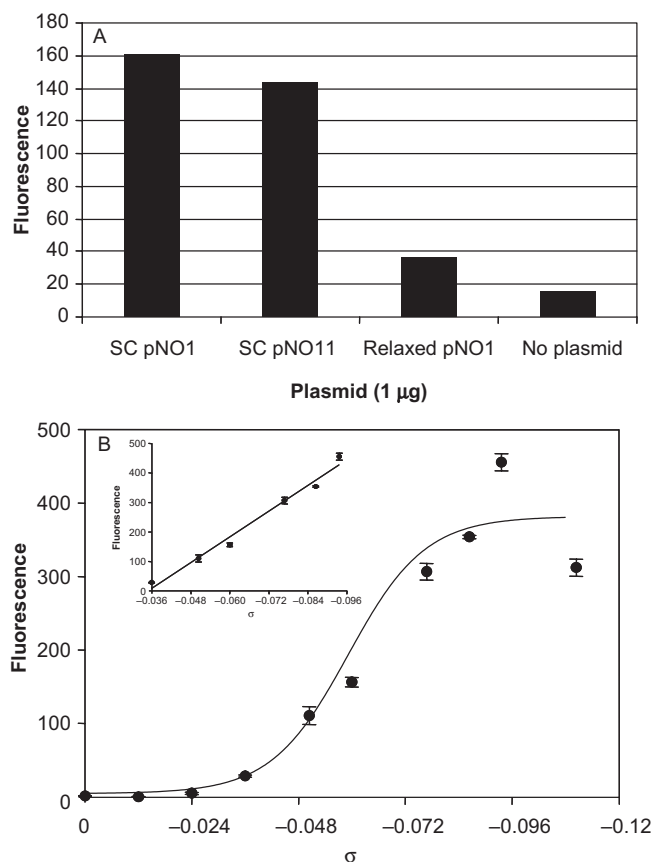 A
Fluorescence
180
160
140
120
100
80
60
40
20
0
SC pNO1 SC pNO11 Relaxed pNO1 No plasmid
Plasmid (1 μg)
B
Fluorescence
500
400
300
200
100
0
0 –0.024 –0.048 –0.072 –0.096 –0.12
σ
Fluorescence
500
400
300
200
100
0
–0.036 –0.048 –0.060 –0.072 –0.084 –0.096
σ